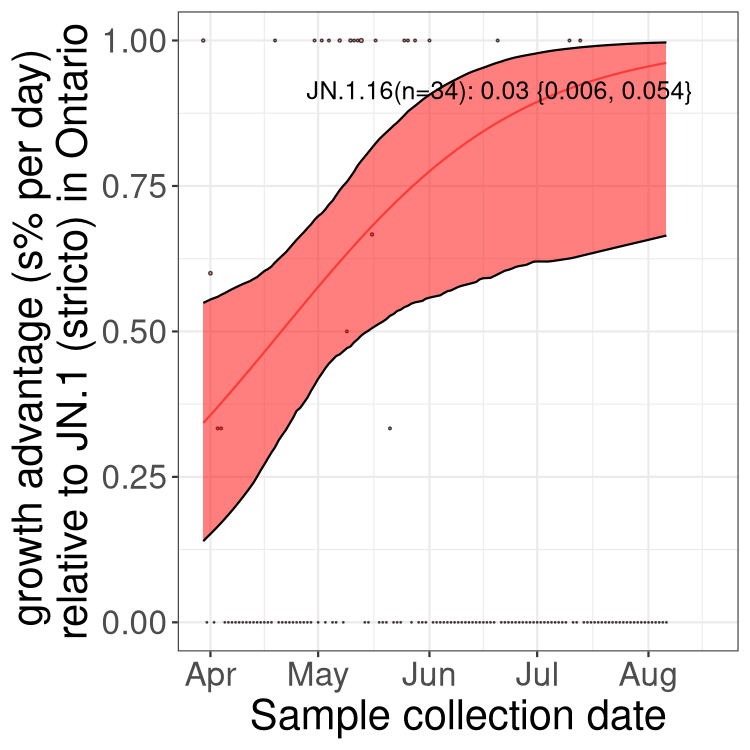 growth advantage (s% per day)
relative to JN.1 (stricto) in Ontario
1.00
0.75
0.50
0.25
0.00
JN.1.16(n=34): 0.03 {0.006, 0.054}
Apr May Jun Jul Aug
Sample collection date